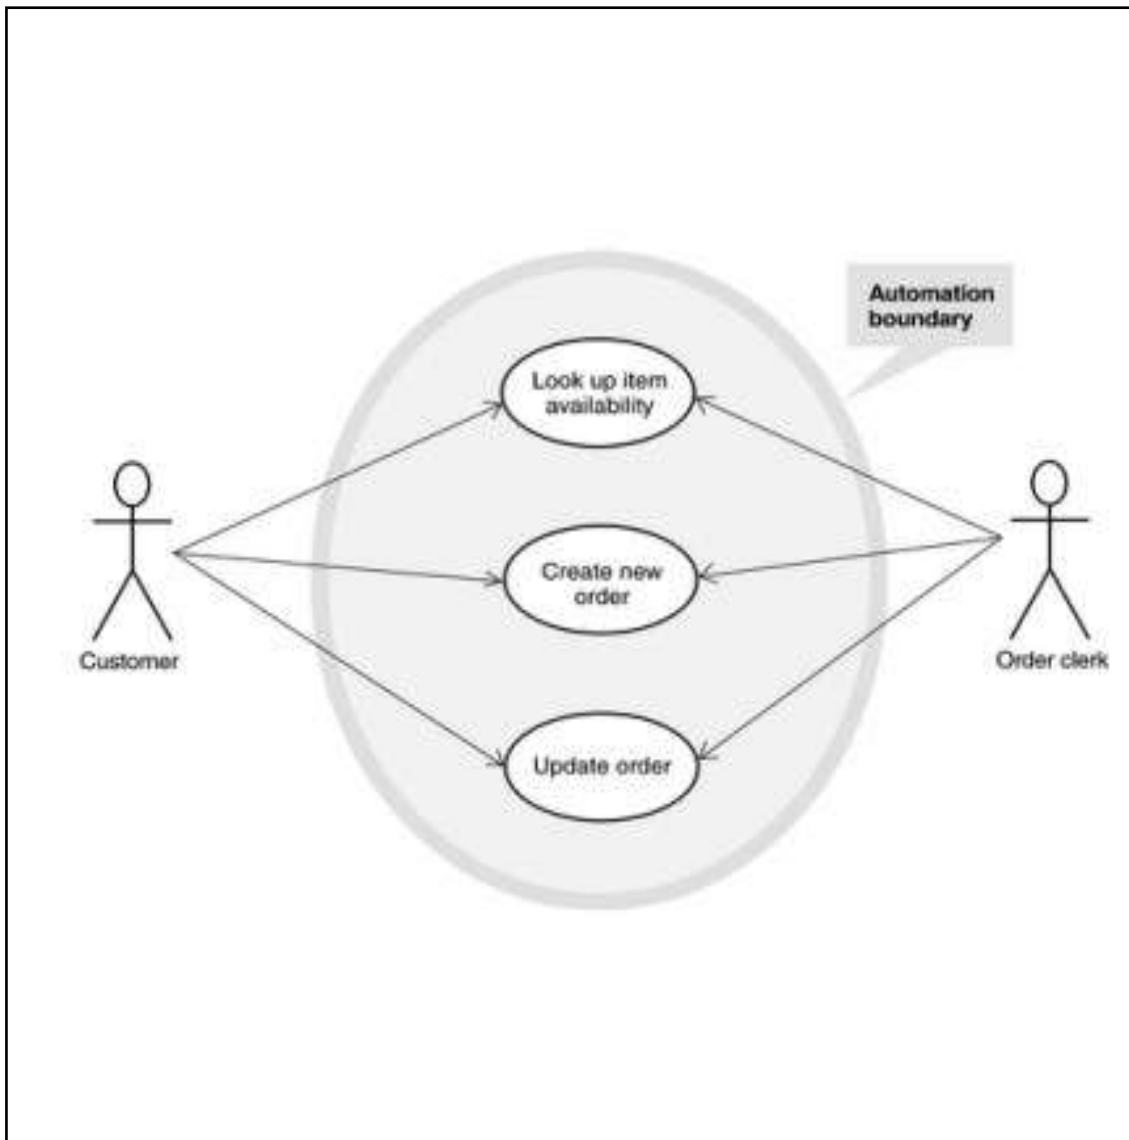 Automation
boundary
Look up item
availability
Create new
order
Customer
Order clerk
Update order